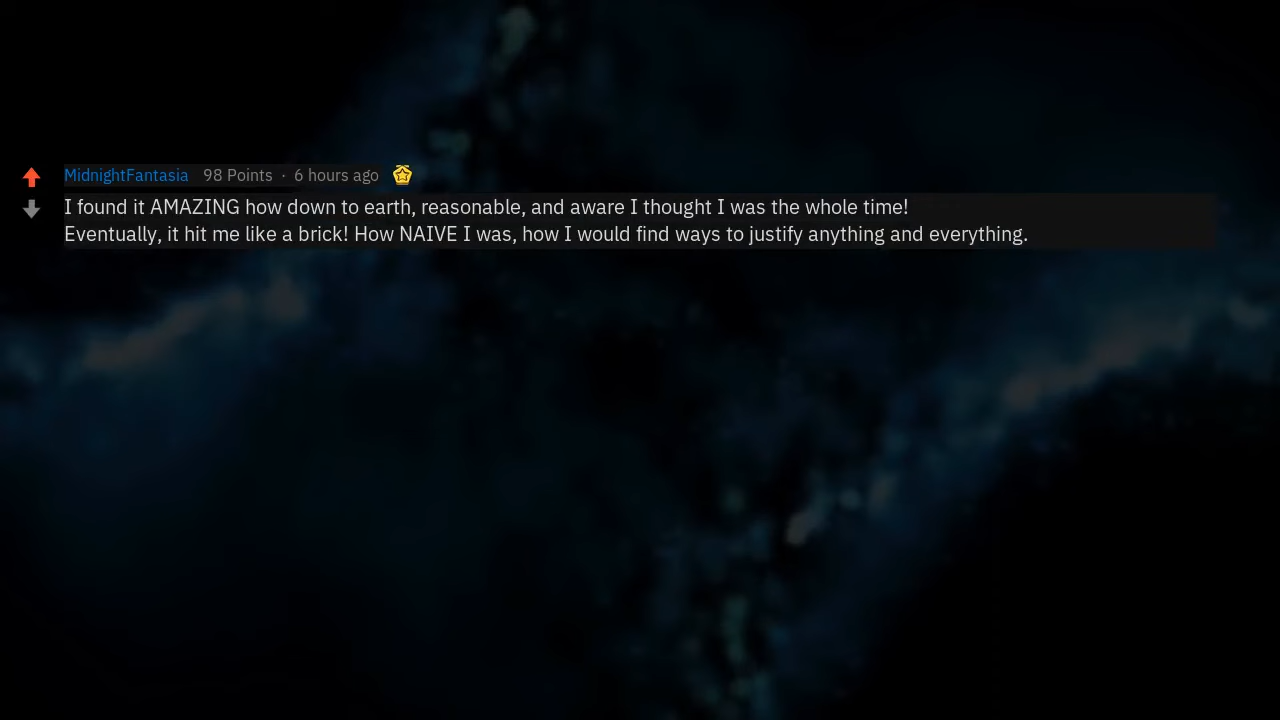 MidnightFantasia 98 Points · 6 hours ago
I found it AMAZING how down to earth, reasonable, and aware I thought I was the whole time!
Eventually, it hit me like a brick! How NAIVE I was, how I would find ways to justify anything and everything.